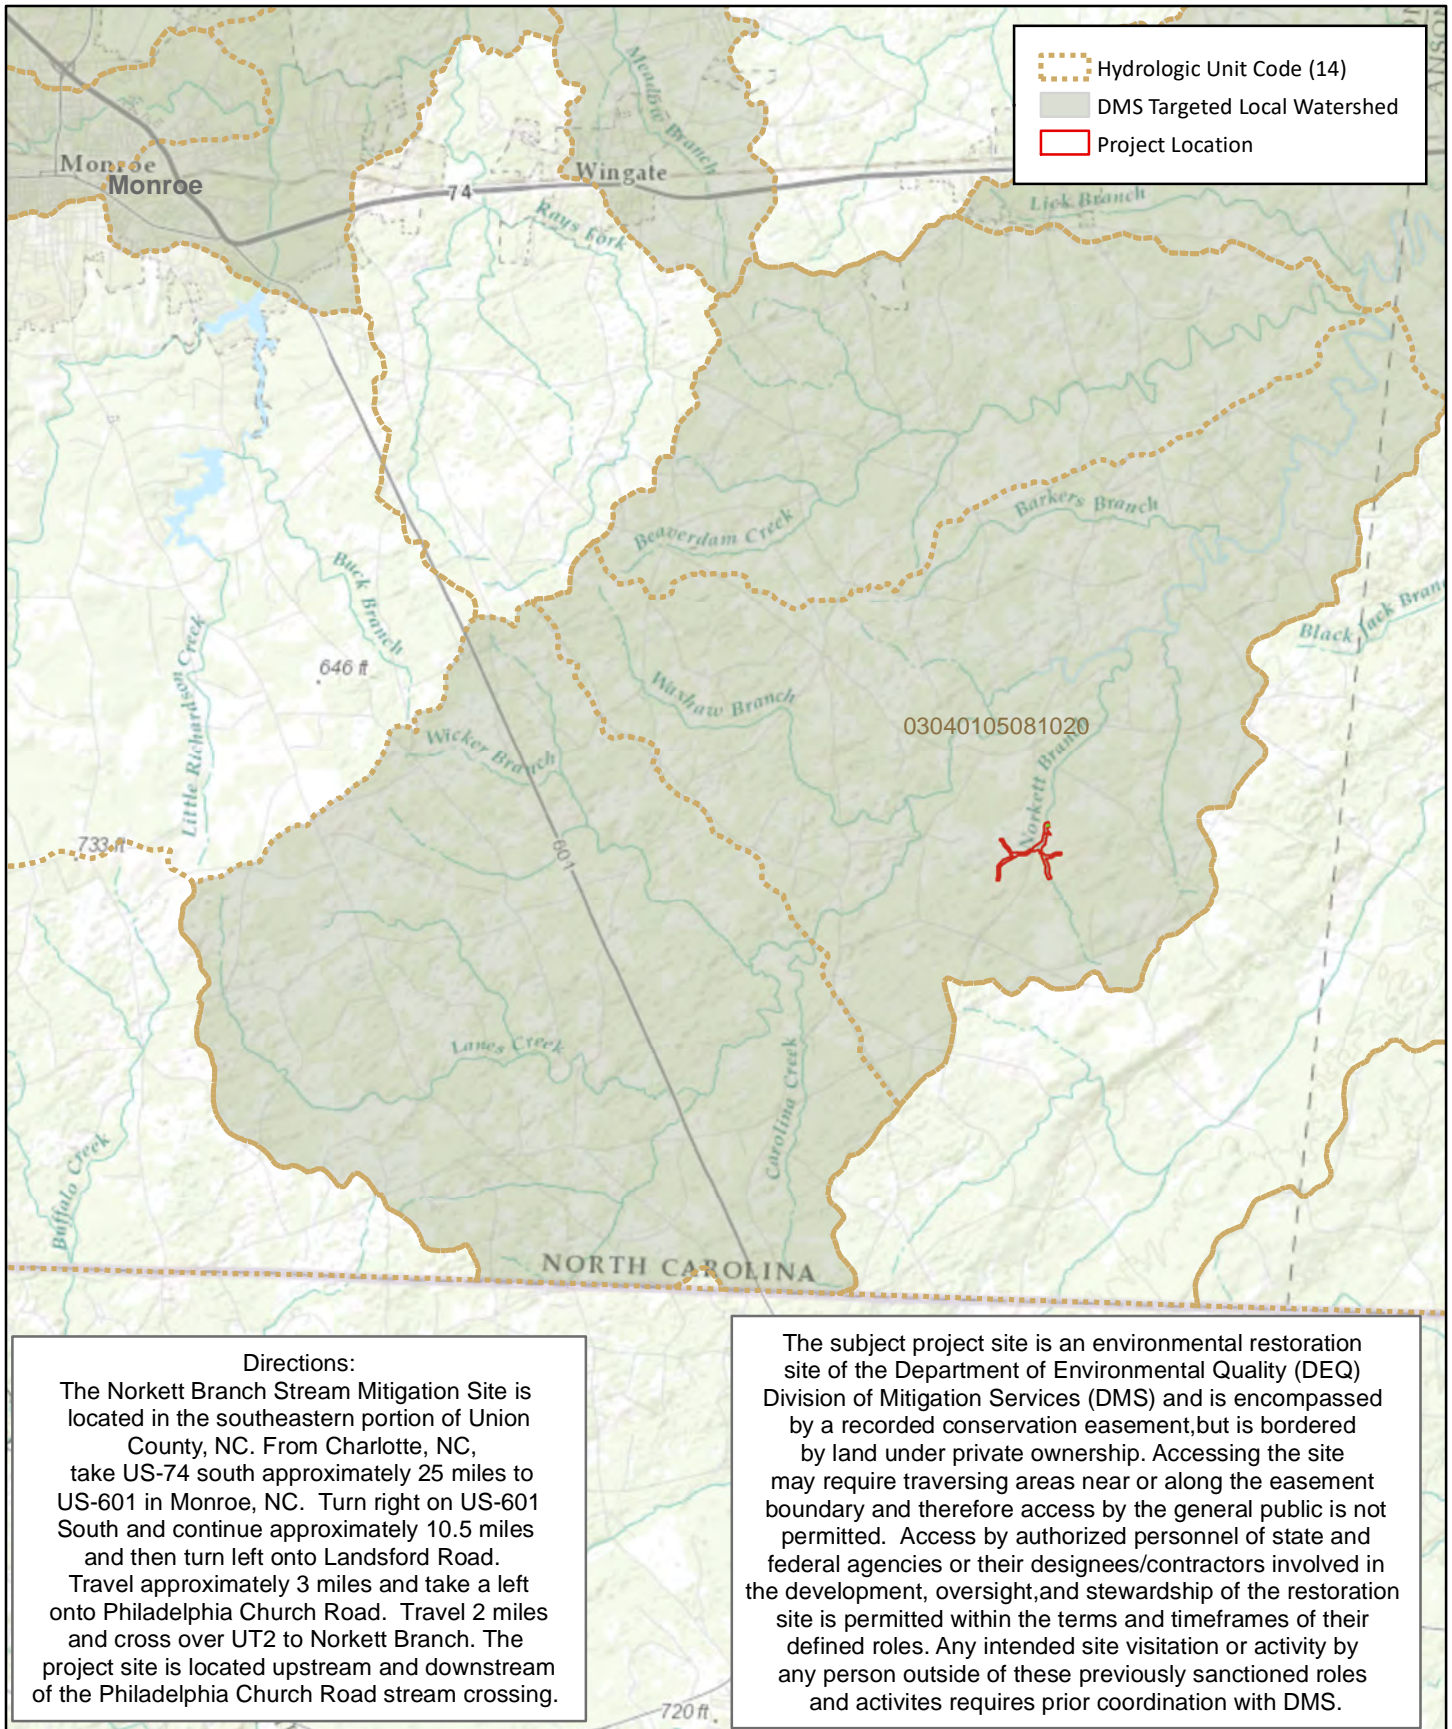 Hydrologic Unit Code (14)
DMS Targeted Local Watershed
Project Location
ANSON
Meadow Branch
Monroe
Monroe
Wingate
74
Rays Fork
Lick Branch
Beaverdam Creek
Barkers Branch
Buck Branch
Black Jack Bran
Little Richardson Creek
646 ft
Waxhaw Branch
03040105081020
Wicker Branch
Norkett Branch
733 ft
601
Lanes Creek
Carolina Creek
Buffalo Creek
NORTH CAROLINA
Directions:
The Norkett Branch Stream Mitigation Site is
located in the southeastern portion of Union
County, NC. From Charlotte, NC,
take US-74 south approximately 25 miles to
US-601 in Monroe, NC. Turn right on US-601
South and continue approximately 10.5 miles
and then turn left onto Landsford Road.
Travel approximately 3 miles and take a left
onto Philadelphia Church Road. Travel 2 miles
and cross over UT2 to Norkett Branch. The
project site is located upstream and downstream
of the Philadelphia Church Road stream crossing.
The subject project site is an environmental restoration
site of the Department of Environmental Quality (DEQ)
Division of Mitigation Services (DMS) and is encompassed
by a recorded conservation easement,but is bordered
by land under private ownership. Accessing the site
may require traversing areas near or along the easement
boundary and therefore access by the general public is not
permitted. Access by authorized personnel of state and
federal agencies or their designees/contractors involved in
the development, oversight,and stewardship of the restoration
site is permitted within the terms and timeframes of their
defined roles. Any intended site visitation or activity by
any person outside of these previously sanctioned roles
and activites requires prior coordination with DMS.
720 ft